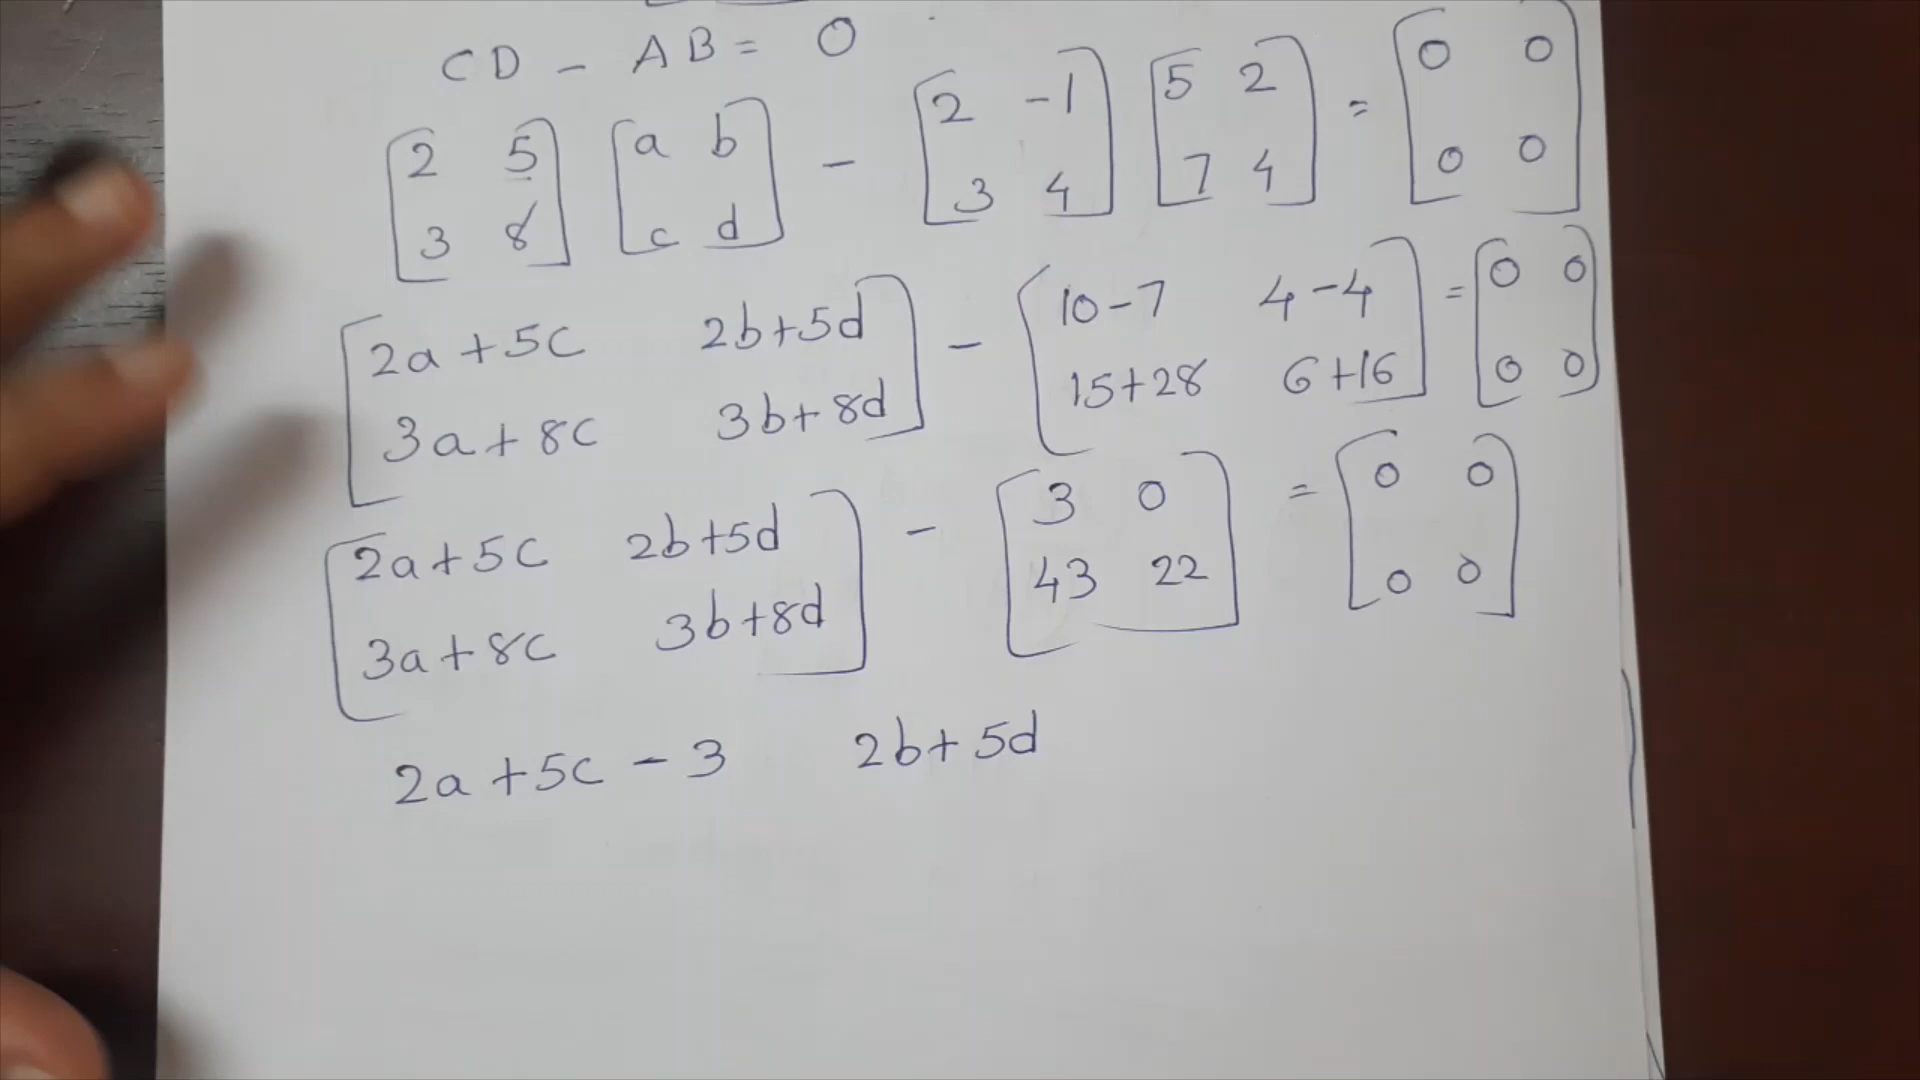 CD - AB = 0
[2 5] [a b] - [2 -1] [5 2] = [0 0]
[3 8] [c d] [3 4] [7 4] [0 0]
[2a+5c 2b+5d] - [10-7 4-4] = [0 0]
[3a+8c 3b+8d] [15+28 6+16] [0 0]
[2a+5c 2b+5d] - [3 0] = [0 0]
[3a+8c 3b+8d] [43 22] [0 0]
2a+5c-3 2b+5d